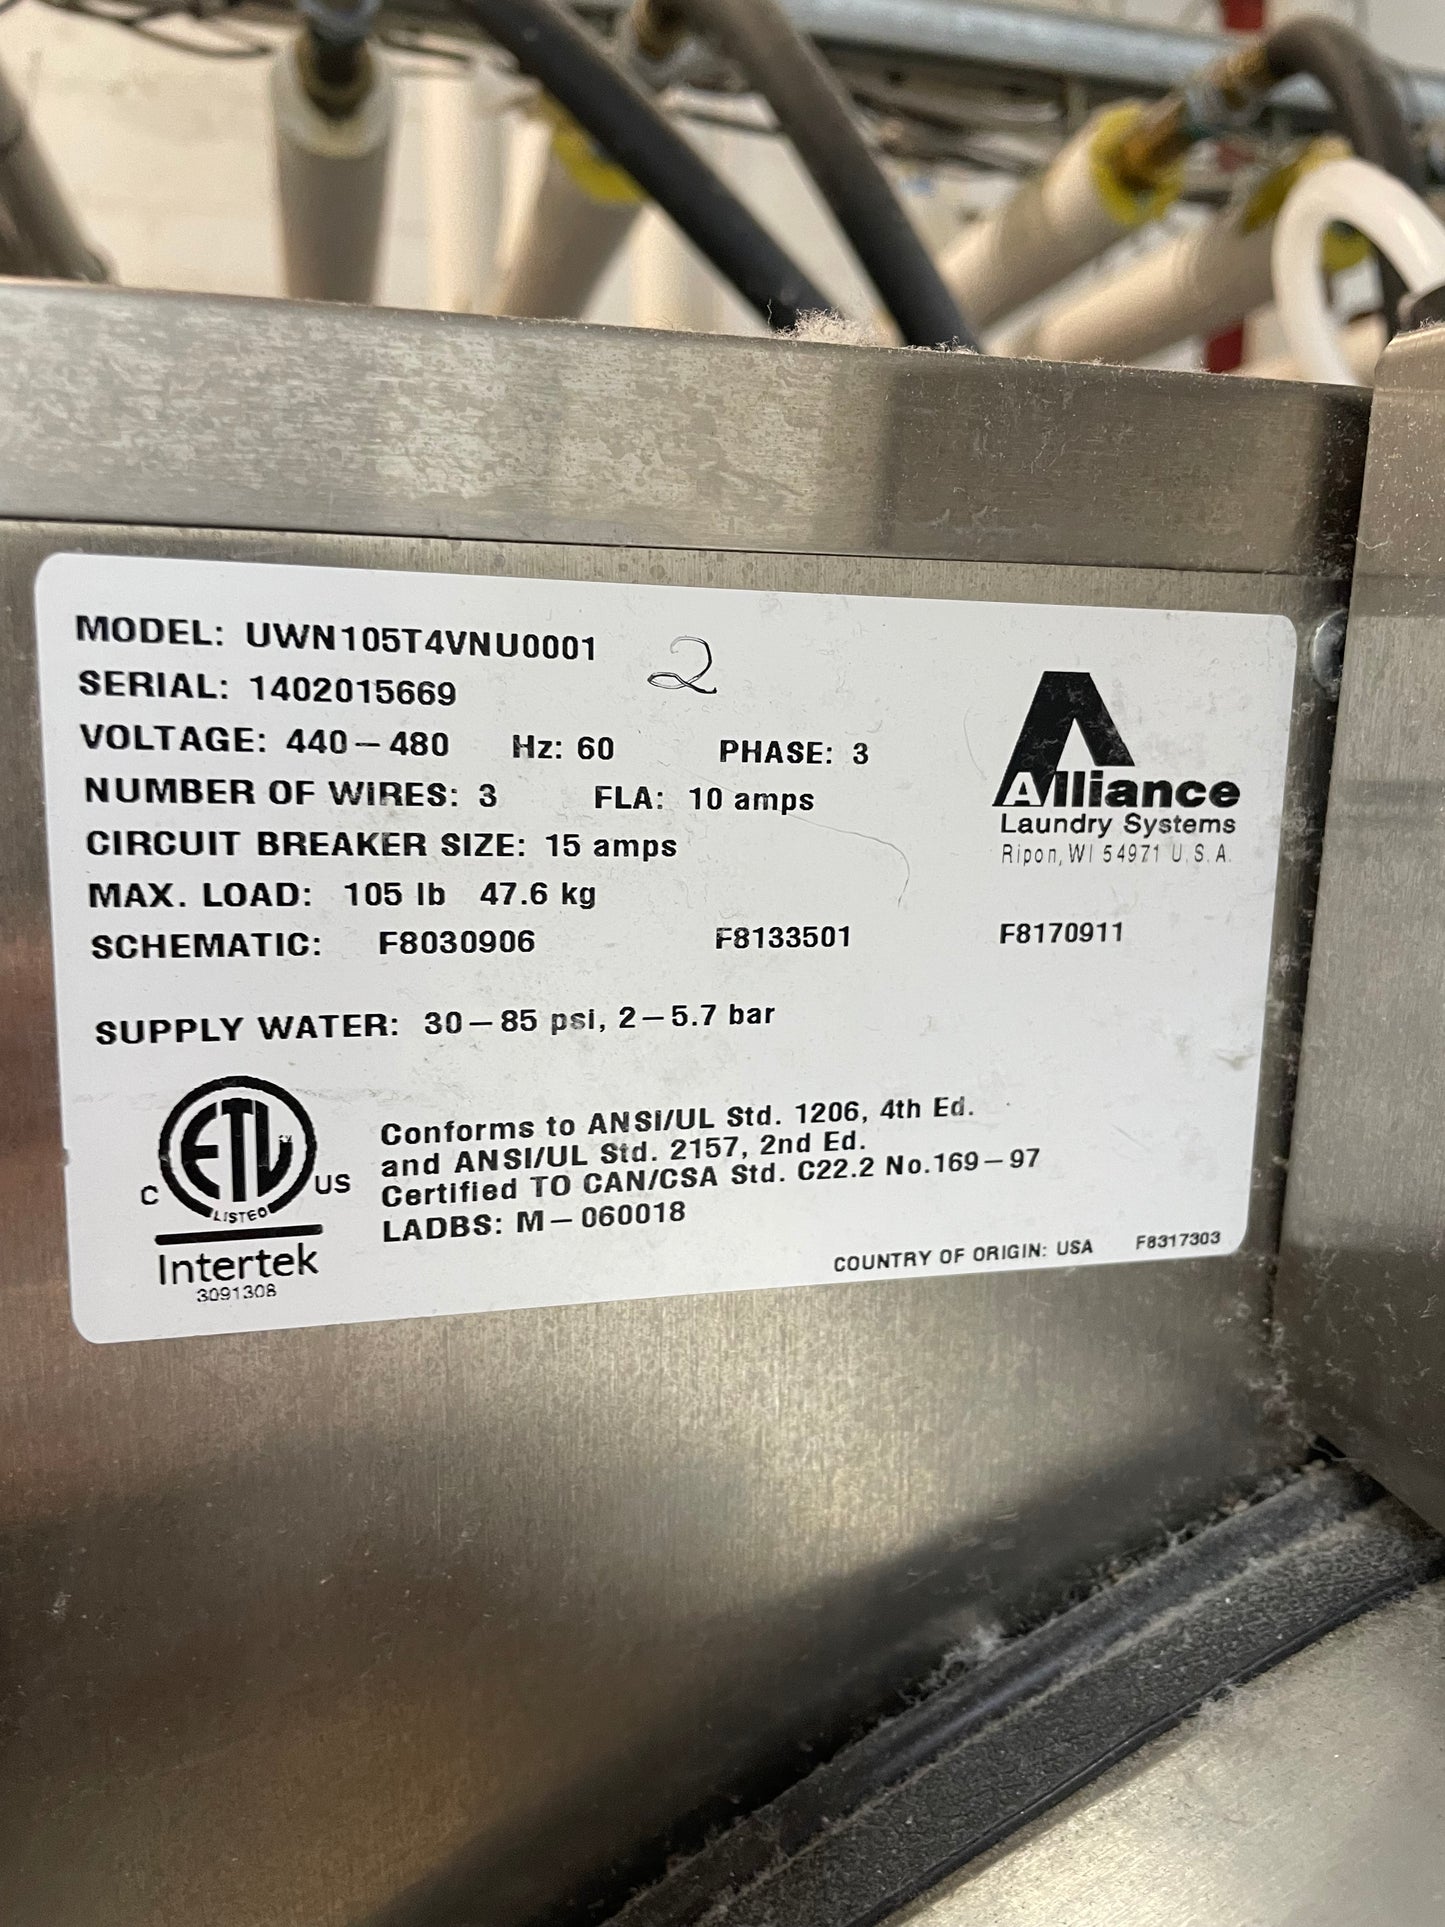 MODEL: UWN105T4VNU0001
2
SERIAL: 1402015669
VOLTAGE: 440–480 Hz: 60 PHASE: 3
NUMBER OF WIRES: 3 FLA: 10 amps
CIRCUIT BREAKER SIZE: 15 amps
MAX. LOAD: 105 lb 47.6 kg
SCHEMATIC: F8030906 F8133501 F8170911
SUPPLY WATER: 30–85 psi, 2–5.7 bar
Alliance
Laundry Systems
Ripon, WI 54971 U.S.A.
C ETL US
LISTED
Intertek
3091308
Conforms to ANSI/UL Std. 1206, 4th Ed.
and ANSI/UL Std. 2157, 2nd Ed.
Certified TO CAN/CSA Std. C22.2 No.169–97
LADBS: M–060018
COUNTRY OF ORIGIN: USA F8317303